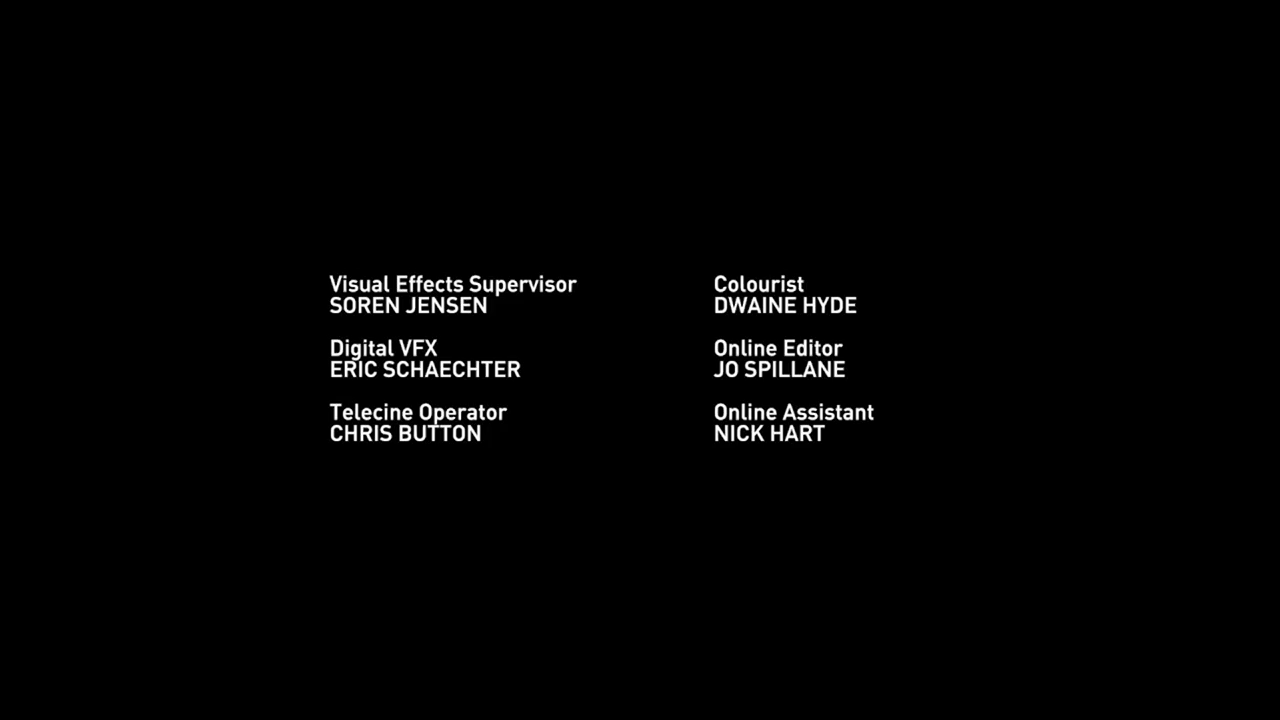 Visual Effects Supervisor
SOREN JENSEN
Digital VFX
ERIC SCHAECHTER
Telecine Operator
CHRIS BUTTON
Colourist
DWAINE HYDE
Online Editor
JO SPILLANE
Online Assistant
NICK HART